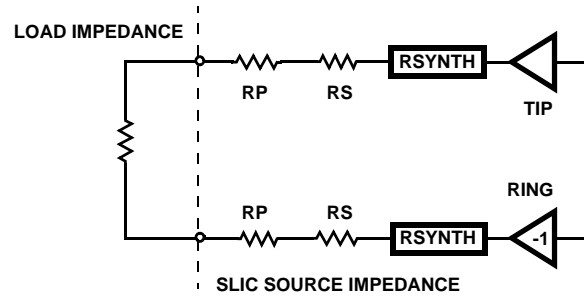 LOAD IMPEDANCE
RSYNTH
RP
RS
TIP
RING
RP
RS
RSYNTH
-1
SLIC SOURCE IMPEDANCE